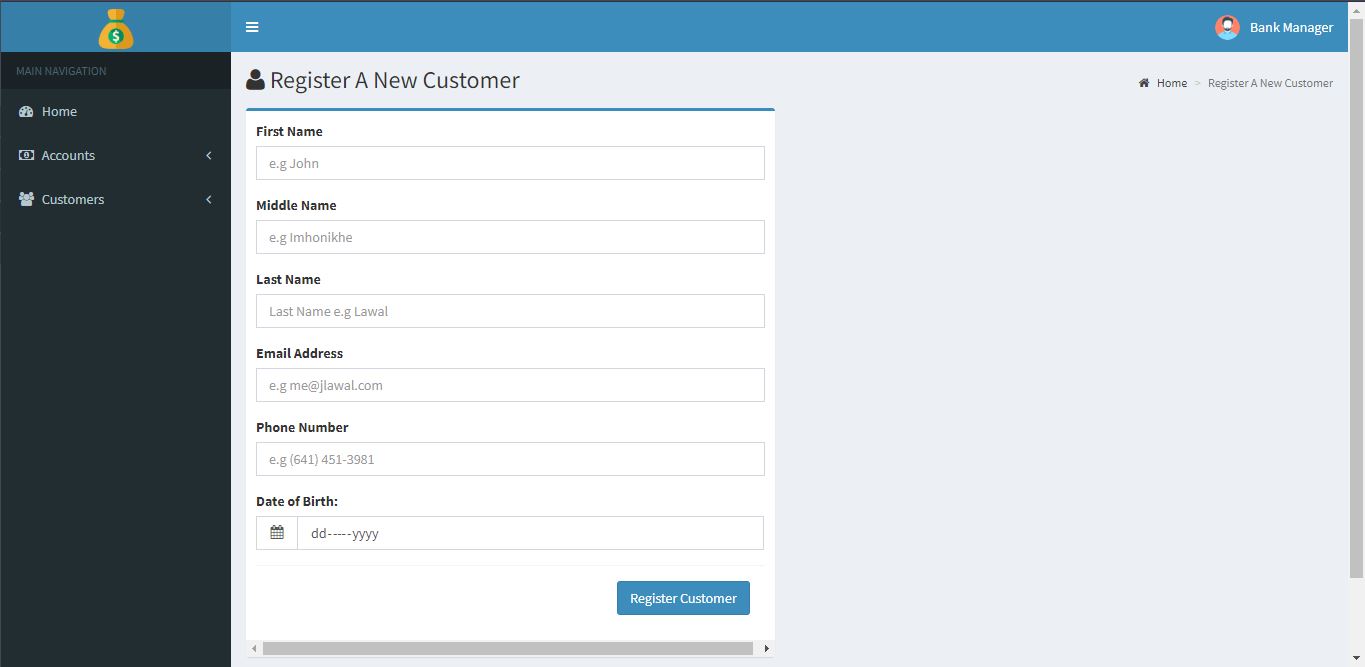 Bank Manager
MAIN NAVIGATION
Home
Accounts
Customers
Register A New Customer
Home > Register A New Customer
First Name
e.g John
Middle Name
e.g Imhonikhe
Last Name
Last Name e.g Lawal
Email Address
e.g me@jlawal.com
Phone Number
e.g (641) 451-3981
Date of Birth:
dd-----yyyy
Register Customer